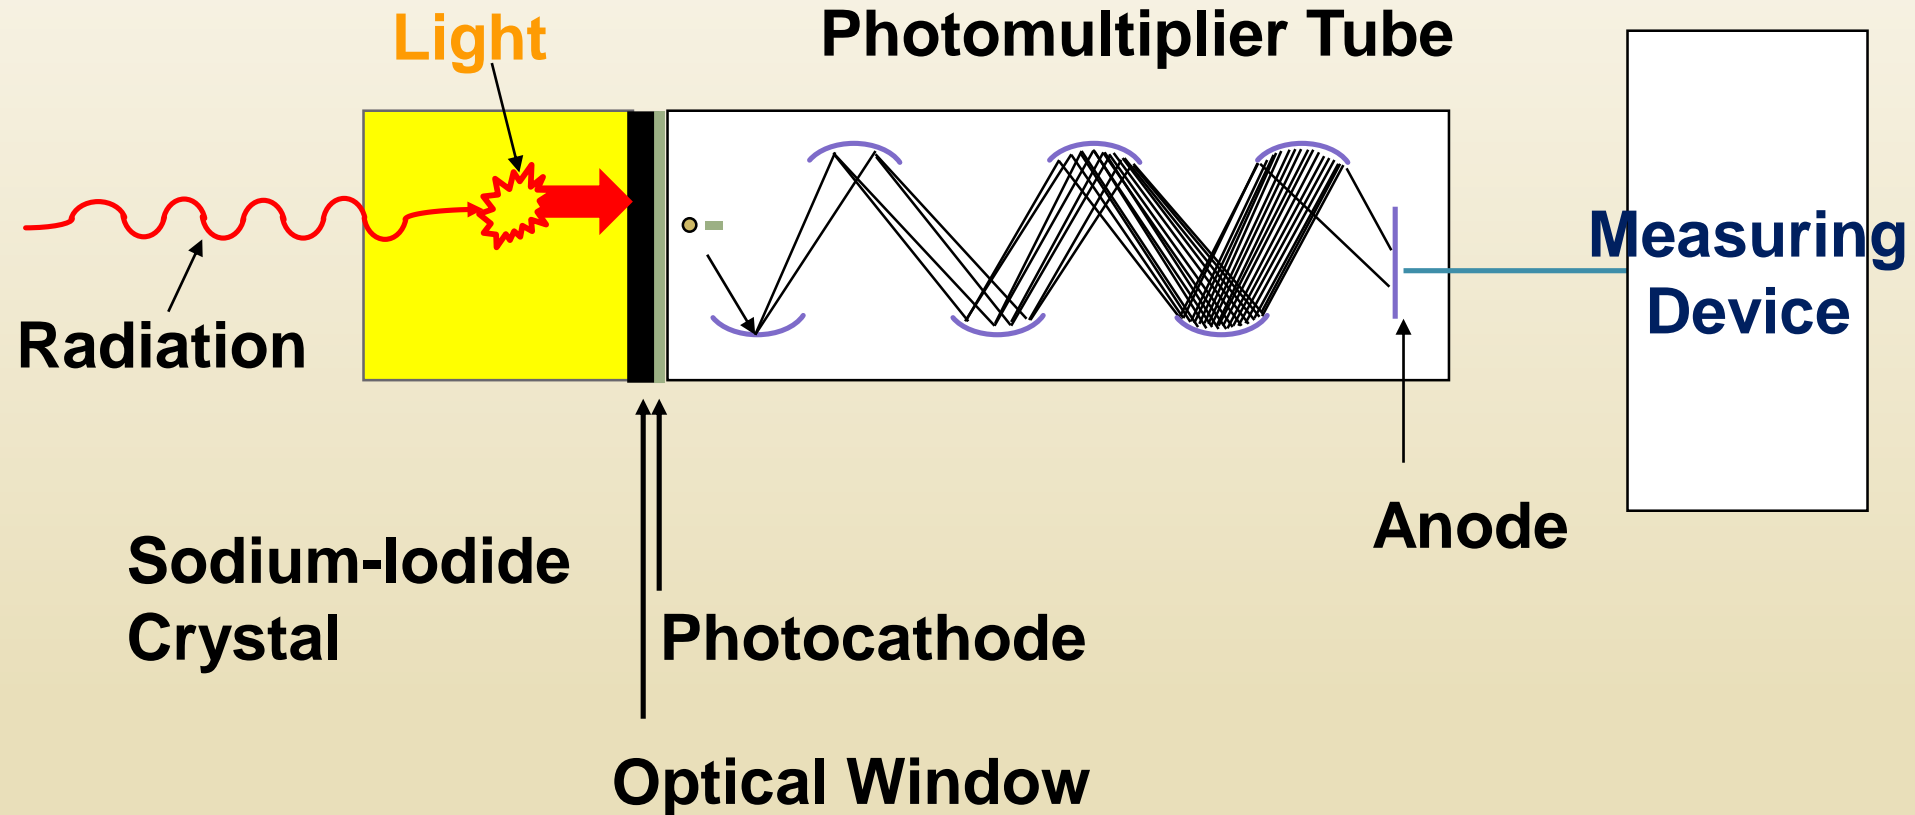 Light
Photomultiplier Tube
Measuring
Device
Radiation
Anode
Sodium-Iodide
Crystal
Photocathode
Optical Window